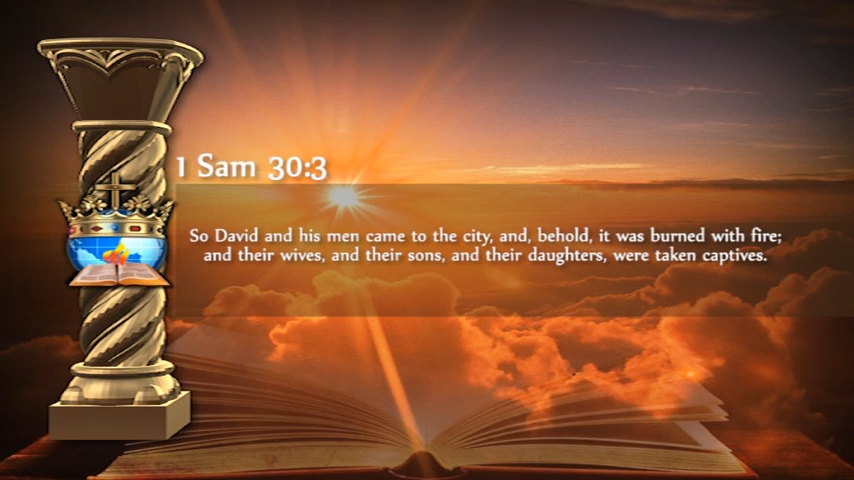 1 Sam 30:3
So David and his men came to the city, and, behold, it was burned with fire;
and their wives, and their sons, and their daughters, were taken captives.